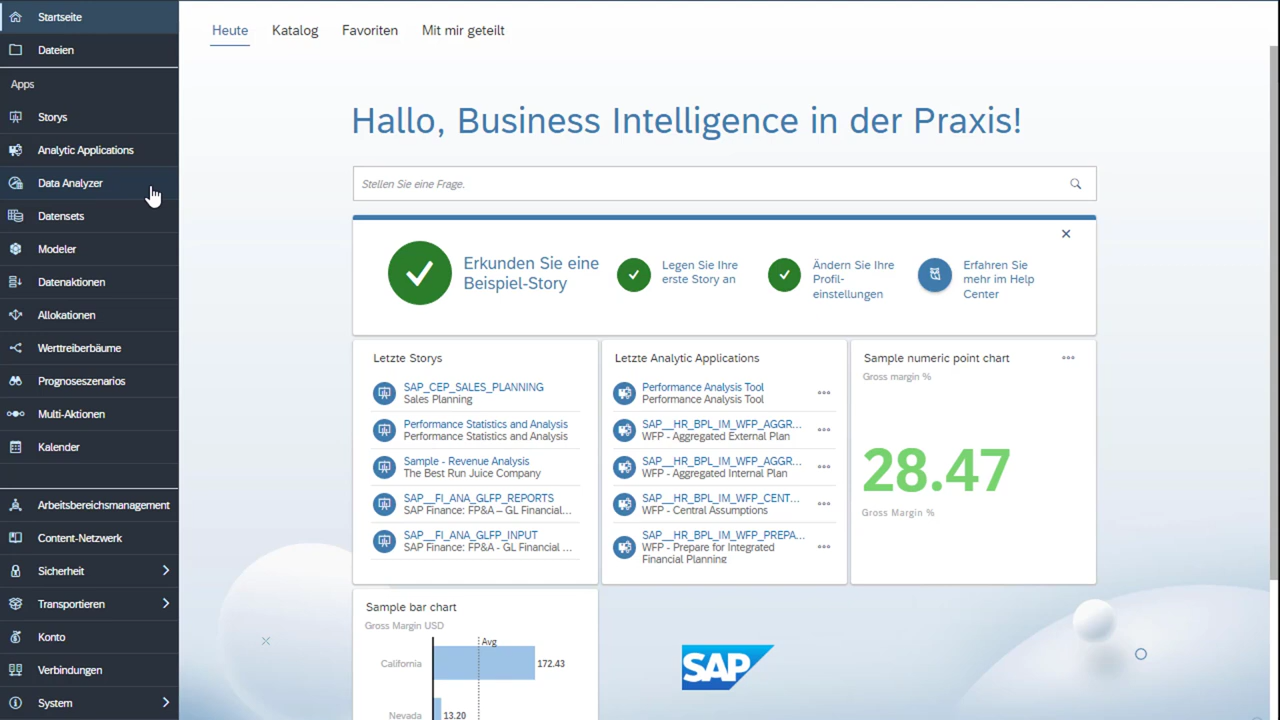 Startseite
Dateien
Apps
Storys
Analytic Applications
Data Analyzer
Datensets
Modeler
Datenaktionen
Allokationen
Werttreiberbäume
Prognoseszenarios
Multi-Aktionen
Kalender
Arbeitsbereichsmanagement
Content-Netzwerk
Sicherheit
Transportieren
Konto
Verbindungen
System
Heute Katalog Favoriten Mit mir geteilt
Hallo, Business Intelligence in der Praxis!
Stellen Sie eine Frage.
Erkunden Sie eine
Beispiel-Story
Legen Sie Ihre
erste Story an
Ändern Sie Ihre
Profil-
einstellungen
Erfahren Sie
mehr im Help
Center
Letzte Storys
SAP_CEP_SALES_PLANNING
Sales Planning
Performance Statistics and Analysis
Performance Statistics and Analysis
Sample - Revenue Analysis
The Best Run Juice Company
SAP__FI_ANA_GLFP_REPORTS
SAP Finance: FP&A – GL Financial...
SAP__FI_ANA_GLFP_INPUT
SAP Finance: FP&A - GL Financial ...
Letzte Analytic Applications
Performance Analysis Tool
Performance Analysis Tool
SAP__HR_BPL_IM_WFP_AGGR...
WFP - Aggregated External Plan
SAP__HR_BPL_IM_WFP_AGGR...
WFP - Aggregated Internal Plan
SAP__HR_BPL_IM_WFP_CENT...
WFP - Central Assumptions
SAP__HR_BPL_IM_WFP_PREPA...
WFP - Prepare for Integrated
Financial Planning
Sample numeric point chart
Gross margin %
28.47
Gross Margin %
Sample bar chart
Gross Margin USD
Avg
California 172.43
Nevada 13.20
SAP